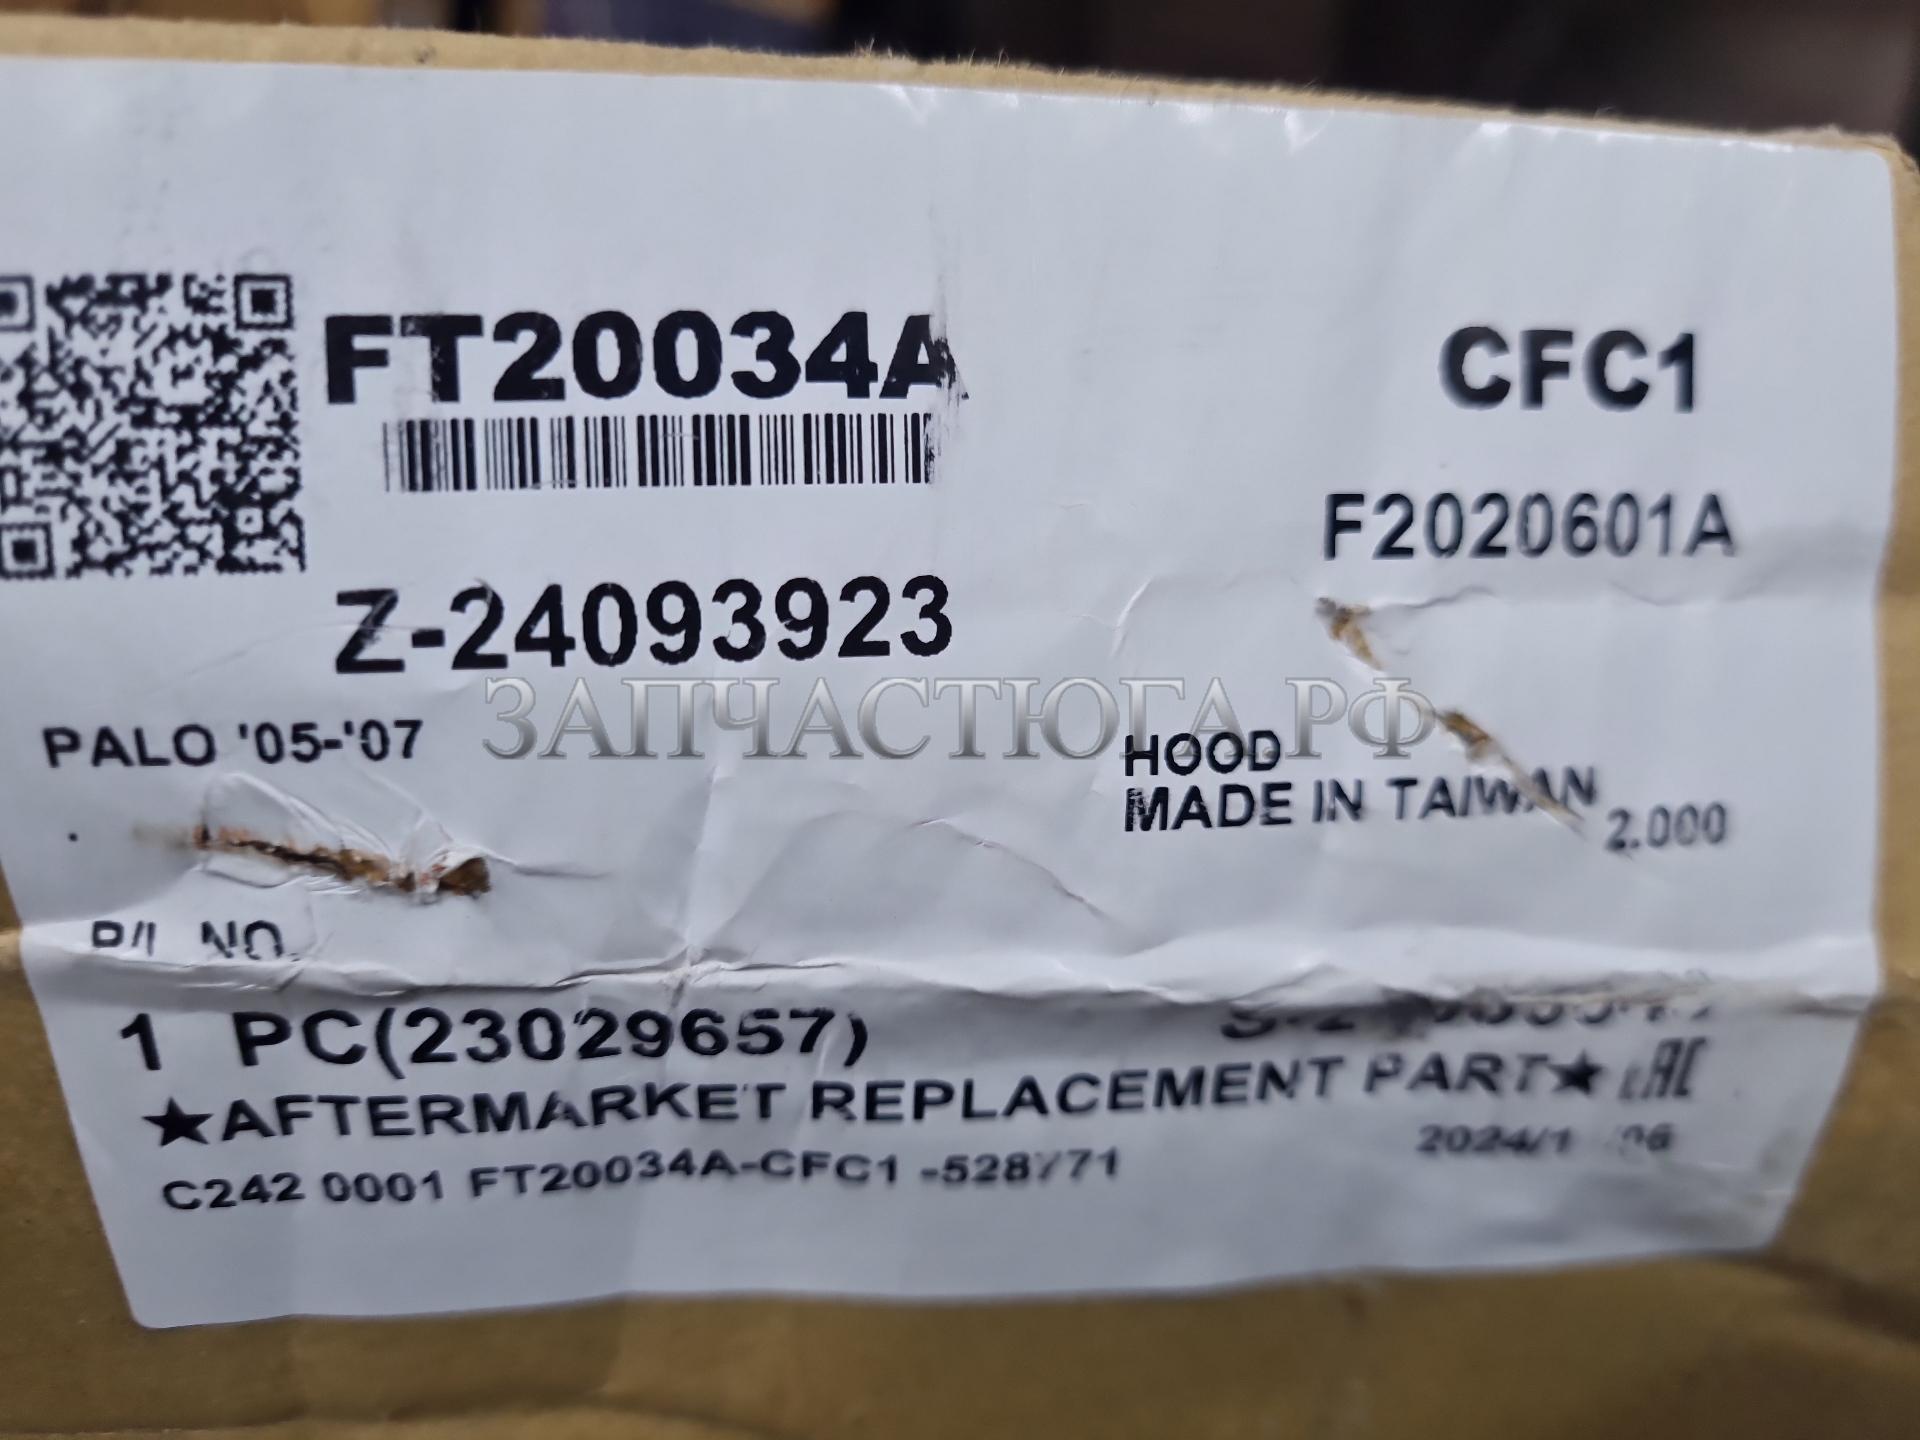 FT20034A
CFC1
F2020601A
Z-24093923
ЗАПЧАСТЮГА.РФ
PALO '05-'07
HOOD
MADE IN TAIWAN
2.000
P/L NO.
1 PC(23029657)
★AFTERMARKET REPLACEMENT PART★ EAC
C242 0001 FT20034A-CFC1